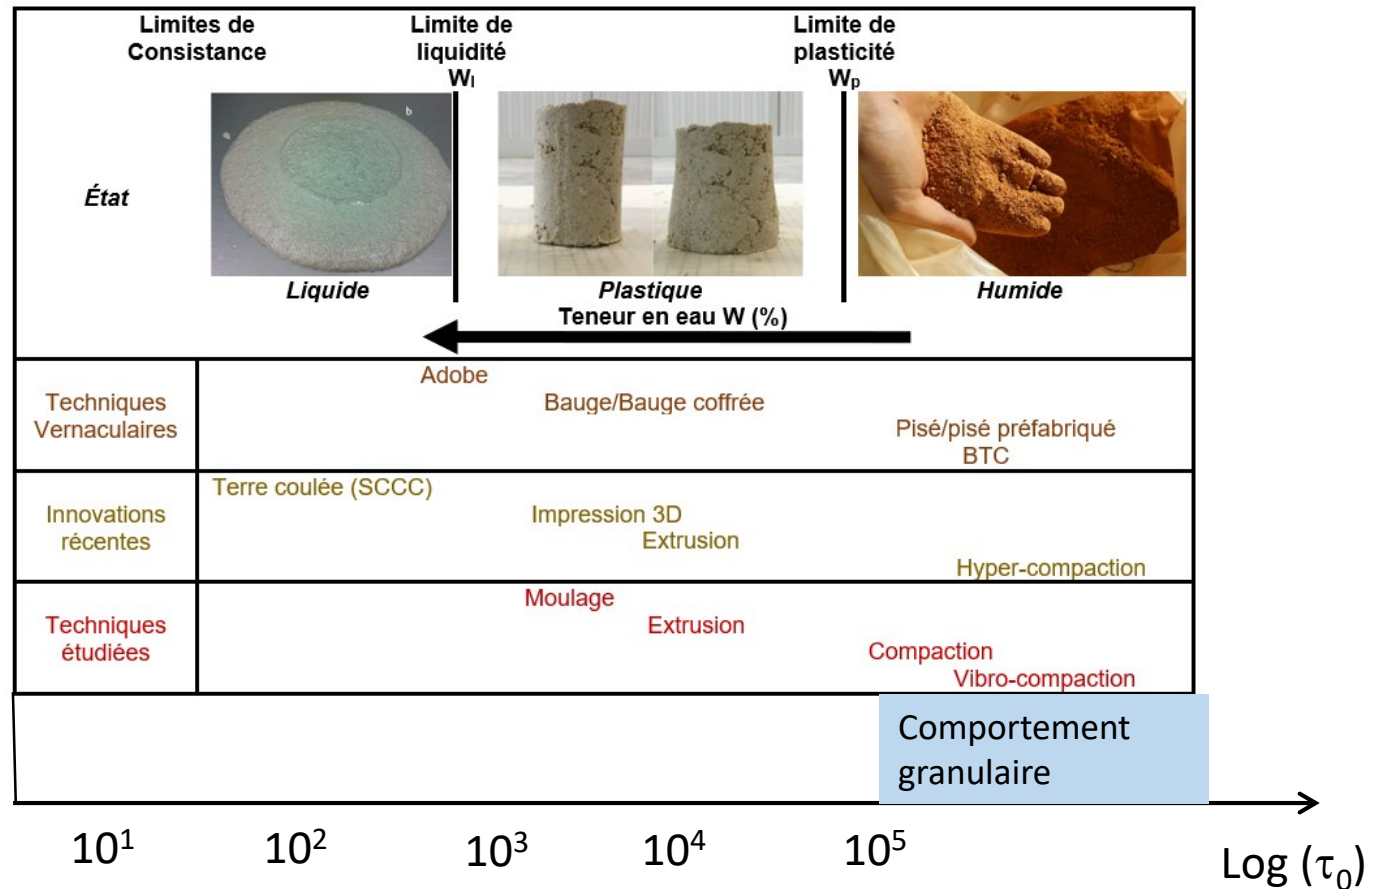 Limites de
Consistance
Limite de
liquidité
Wl
Limite de
plasticité
Wp
b
État
Liquide
Plastique
Humide
Teneur en eau W (%)
Techniques
Vernaculaires
Adobe
Bauge/Bauge coffrée
Pisé/pisé préfabriqué
BTC
Innovations
récentes
Terre coulée (SCCC)
Impression 3D
Extrusion
Hyper-compaction
Techniques
étudiées
Moulage
Extrusion
Compaction
Vibro-compaction
Comportement
granulaire
10¹ 10² 10³ 10⁴ 10⁵
Log (τ₀)